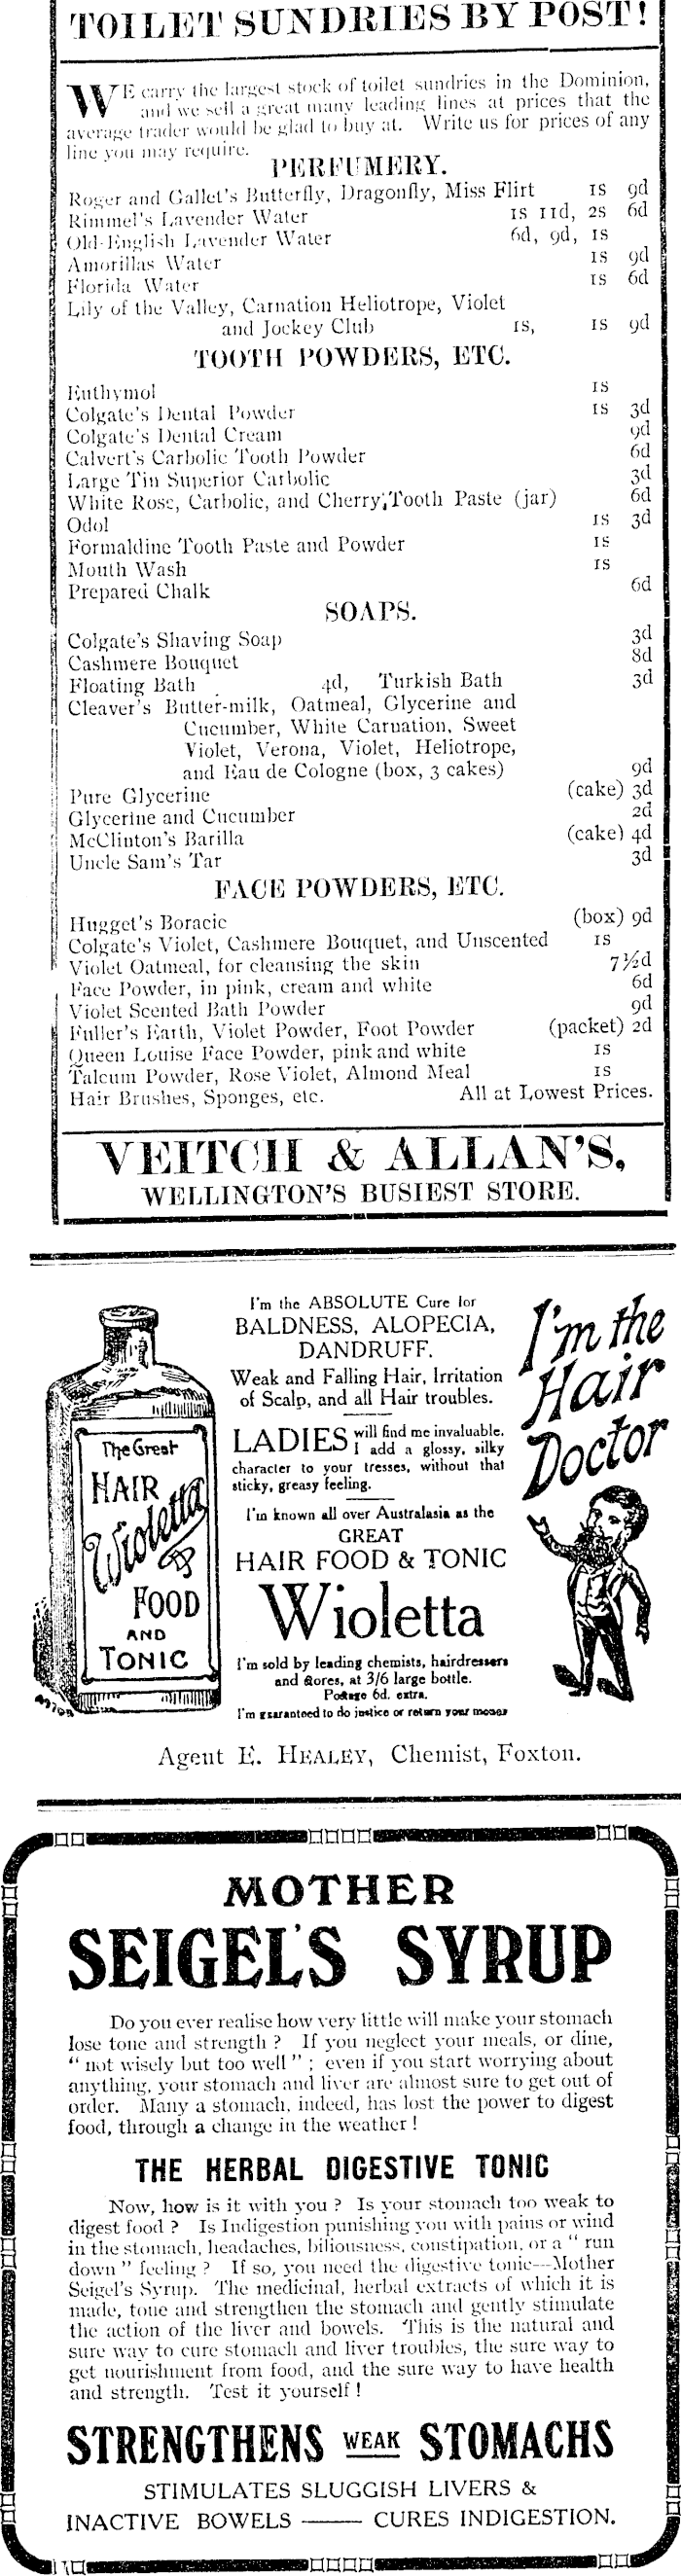 TOILET SUNDRIES BY POST!
WE carry the largest stock of toilet sundries in the Dominion,
and we sell a great many leading lines at prices that the
average trader would be glad to buy at. Write us for prices of any
line you may require.
PERFUMERY.
Roger and Gallet's Butterfly, Dragonfly, Miss Flirt 1s 9d
Rimmel's Lavender Water 1s 11d, 2s 6d
Old English Lavender Water 6d, 9d, 1s
Amorillas Water 1s 9d
Florida Water 1s 6d
Lily of the Valley, Carnation Heliotrope, Violet
and Jockey Club 1s, 1s 9d
TOOTH POWDERS, ETC.
Euthymol 1s
Colgate's Dental Powder 1s 3d
Colgate's Dental Cream 9d
Calvert's Carbolic Tooth Powder 6d
Large Tin Superior Carbolic 3d
White Rose, Carbolic, and Cherry, Tooth Paste (jar) 6d
Odol 1s 3d
Formaldine Tooth Paste and Powder 1s
Mouth Wash 1s
Prepared Chalk 6d
SOAPS.
Colgate's Shaving Soap 3d
Cashmere Bouquet 8d
Floating Bath 4d, Turkish Bath 3d
Cleaver's Butter-milk, Oatmeal, Glycerine and
Cucumber, White Carnation, Sweet
Violet, Verona, Violet, Heliotrope,
and Eau de Cologne (box, 3 cakes) 9d
Pure Glycerine (cake) 3d
Glycerine and Cucumber 2d
McClinton's Barilla (cake) 4d
Uncle Sam's Tar 3d
FACE POWDERS, ETC.
Hugget's Boracic (box) 9d
Colgate's Violet, Cashmere Bouquet, and Unscented 1s
Violet Oatmeal, for cleansing the skin 7½d
Face Powder, in pink, cream and white 6d
Violet Scented Bath Powder 9d
Fuller's Earth, Violet Powder, Foot Powder (packet) 2d
Queen Louise Face Powder, pink and white 1s
Talcum Powder, Rose Violet, Almond Meal 1s
Hair Brushes, Sponges, etc. All at Lowest Prices.
VEITCH & ALLAN'S,
WELLINGTON'S BUSIEST STORE.
I'm the ABSOLUTE Cure for
BALDNESS, ALOPECIA,
DANDRUFF.
Weak and Falling Hair, Irritation
of Scalp, and all Hair troubles.
LADIES will find me invaluable.
I add a glossy, silky
character to your tresses, without that
sticky, greasy feeling.
I'm known all over Australasia as the
GREAT
HAIR FOOD & TONIC
Wioletta
I'm sold by leading chemists, hairdressers
and stores, at 3/6 large bottle.
Postage 6d. extra.
I'm guaranteed to do justice or return your money
I'm the
Hair
Doctor
The Great
HAIR
Wioletta
FOOD
AND
TONIC
Agent E. HEALEY, Chemist, Foxton.
MOTHER
SEIGEL'S SYRUP
Do you ever realise how very little will make your stomach
lose tone and strength ? If you neglect your meals, or dine,
" not wisely but too well " ; even if you start worrying about
anything, your stomach and liver are almost sure to get out of
order. Many a stomach, indeed, has lost the power to digest
food, through a change in the weather !
THE HERBAL DIGESTIVE TONIC
Now, how is it with you ? Is your stomach too weak to
digest food ? Is Indigestion punishing you with pains or wind
in the stomach, headaches, biliousness, constipation, or a " run
down " feeling ? If so, you need the digestive tonic--Mother
Seigel's Syrup. The medicinal, herbal extracts of which it is
made, tone and strengthen the stomach and gently stimulate
the action of the liver and bowels. This is the natural and
sure way to cure stomach and liver troubles, the sure way to
get nourishment from food, and the sure way to have health
and strength. Test it yourself !
STRENGTHENS WEAK STOMACHS
STIMULATES SLUGGISH LIVERS &
INACTIVE BOWELS —— CURES INDIGESTION.